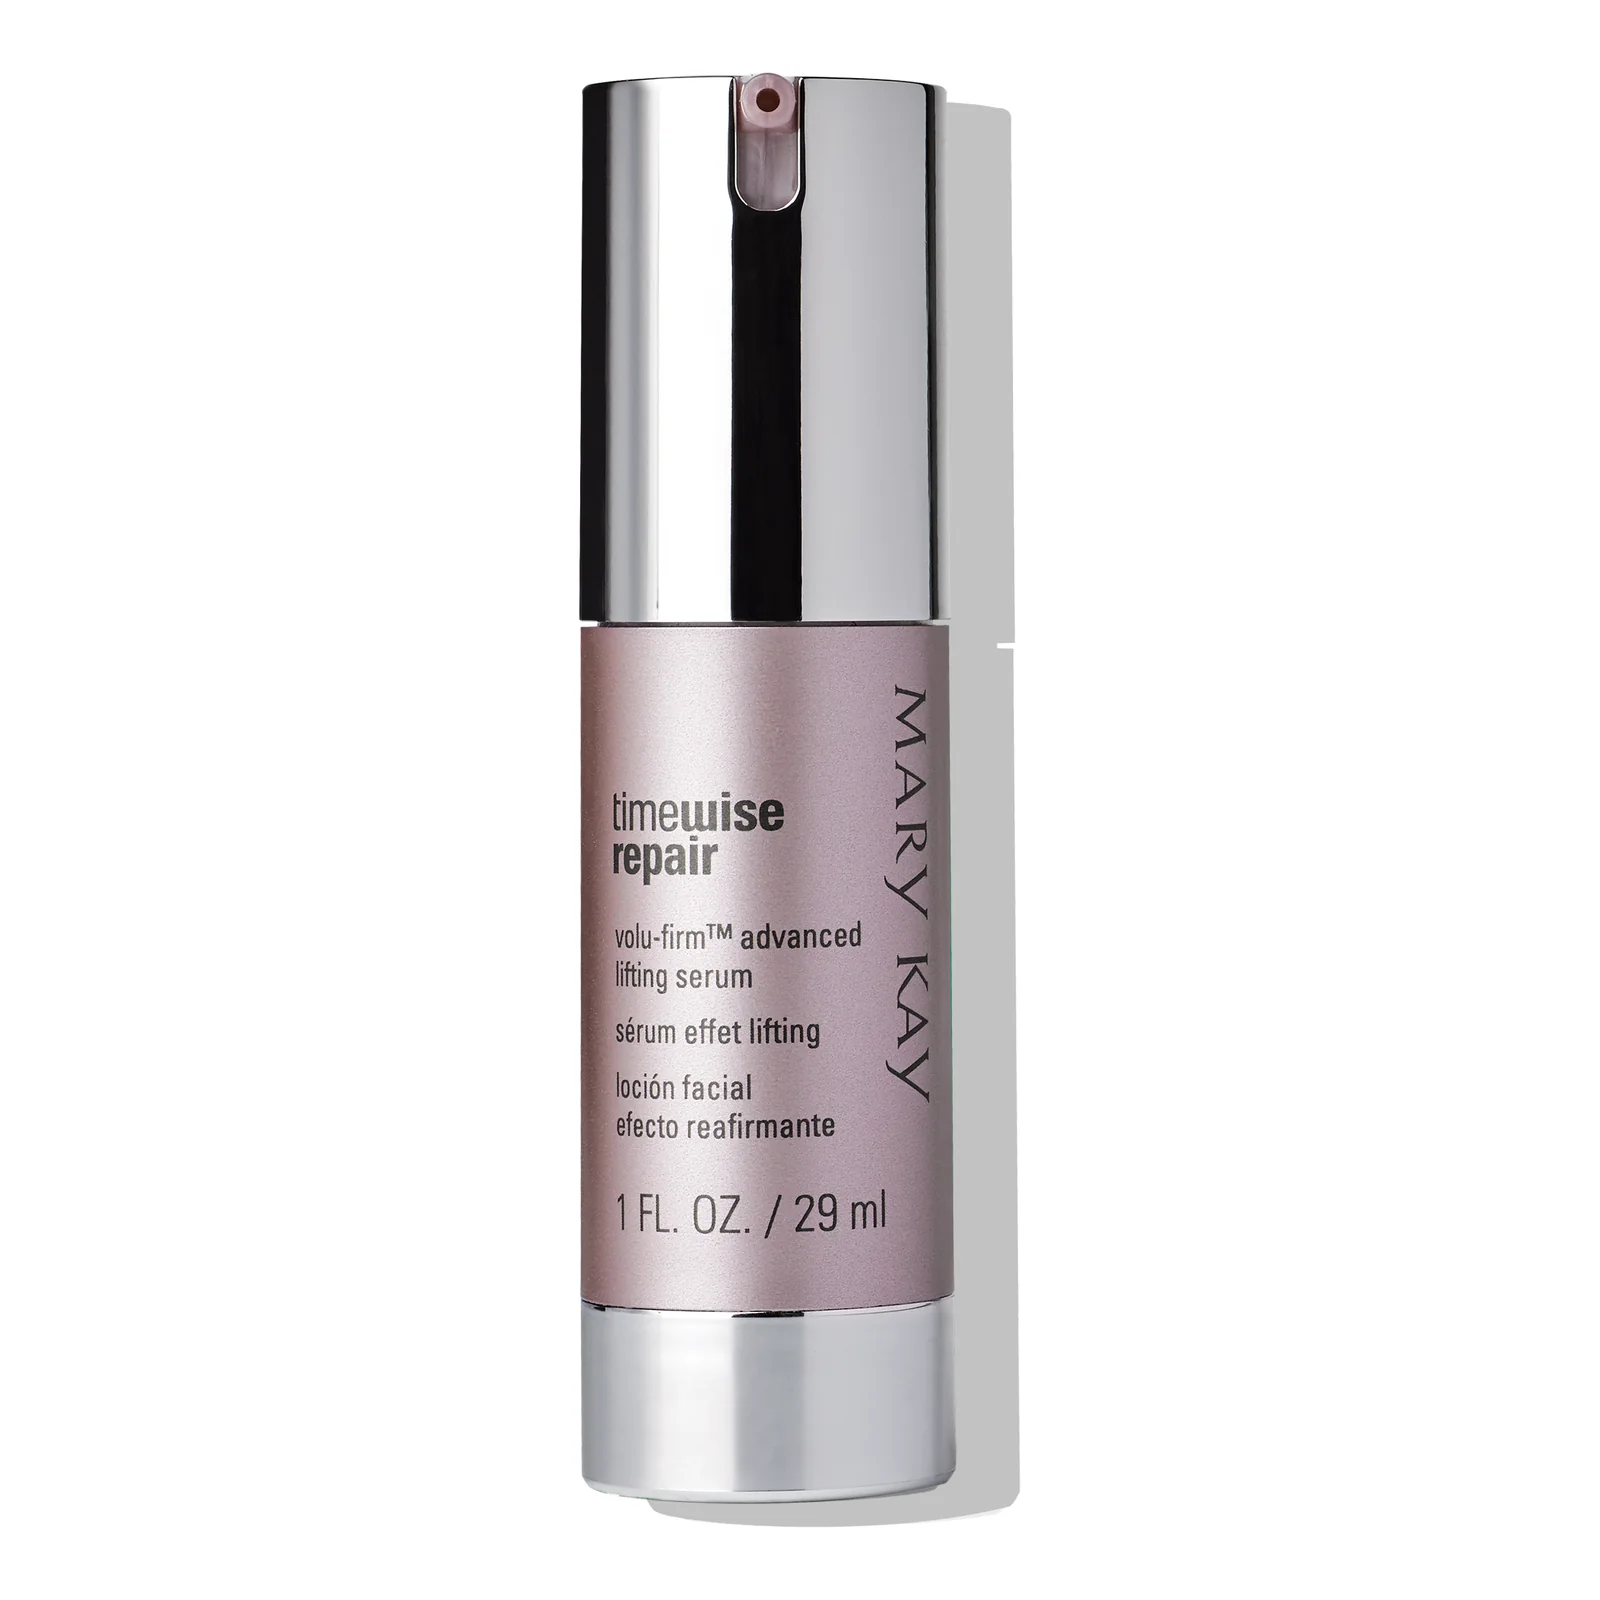 timewise
repair
volu-firm™ advanced
lifting serum
sérum effet lifting
loción facial
efecto reafirmante
1 FL. OZ. / 29 ml
MARY KAY